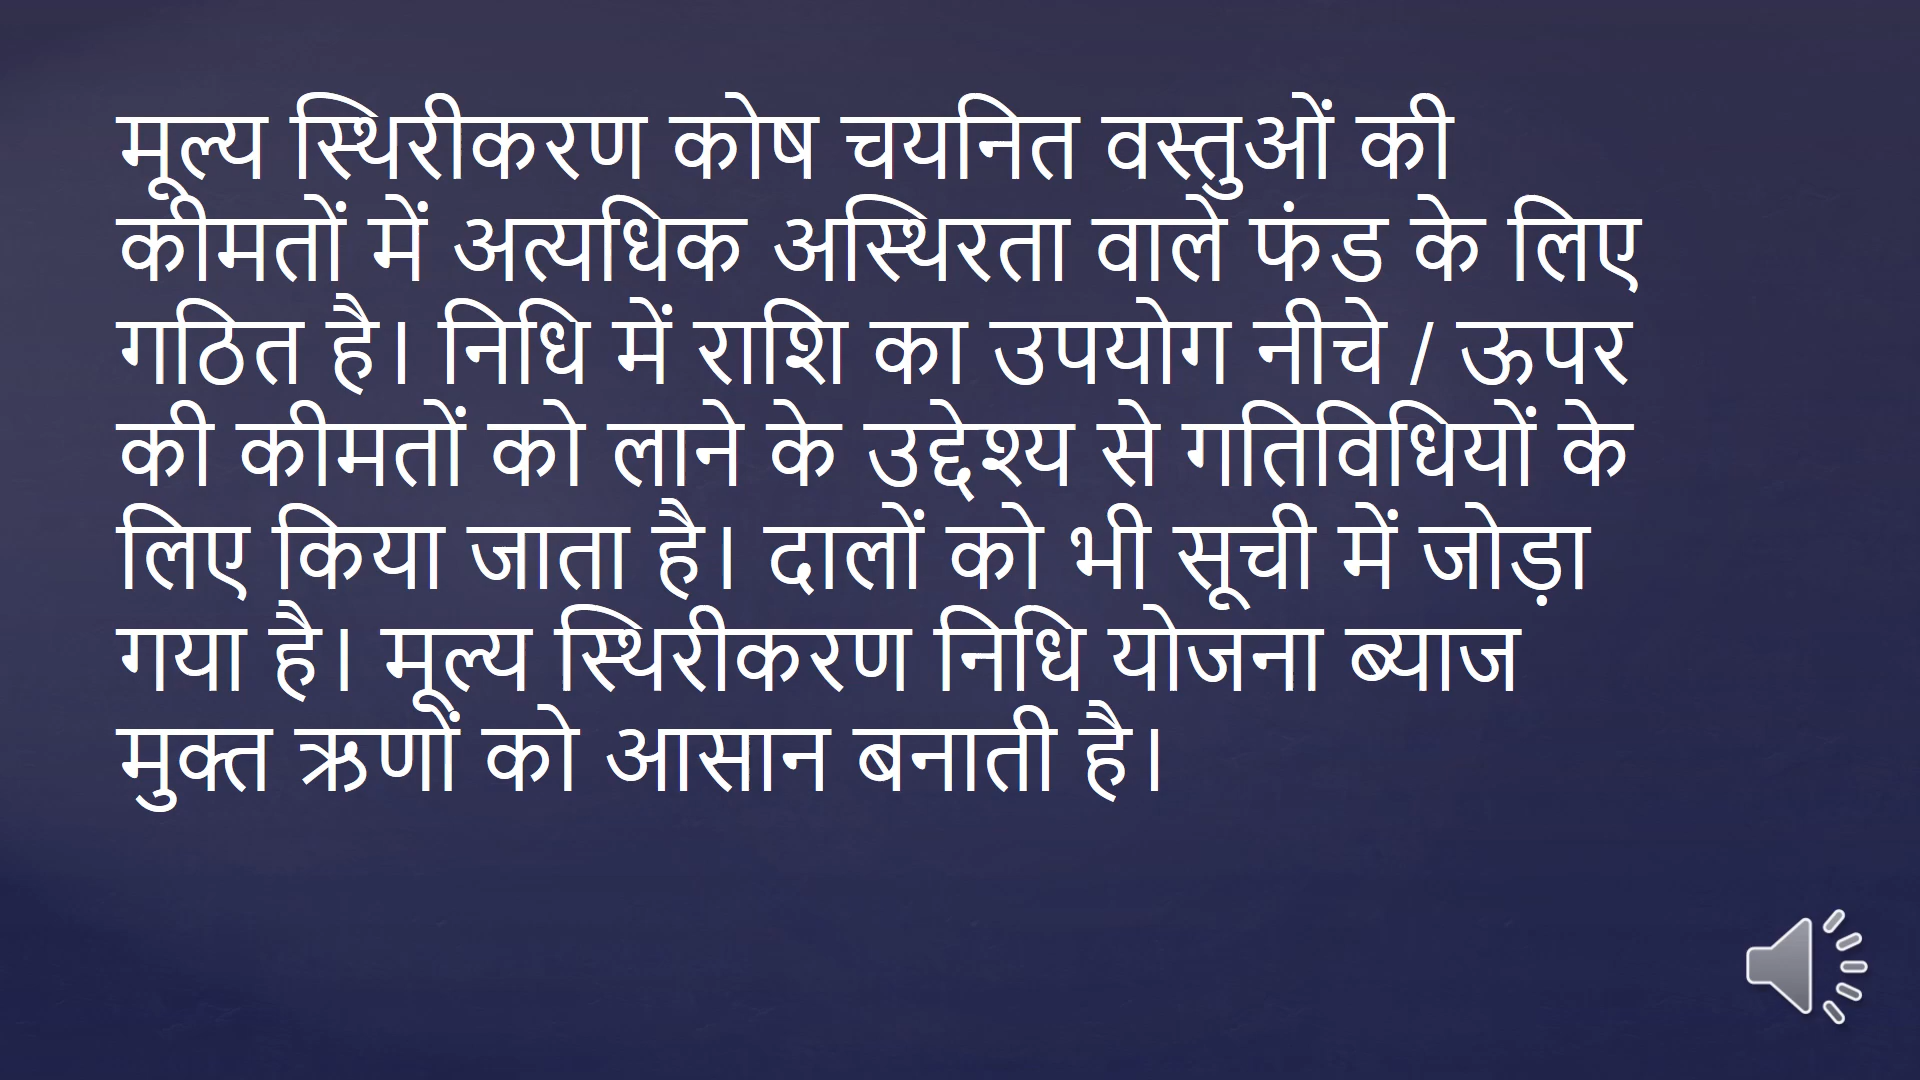 मूल्य स्थिरीकरण कोष चयनित वस्तुओं की
कीमतों में अत्यधिक अस्थिरता वाले फंड के लिए
गठित है। निधि में राशि का उपयोग नीचे / ऊपर
की कीमतों को लाने के उद्देश्य से गतिविधियों के
लिए किया जाता है। दालों को भी सूची में जोड़ा
गया है। मूल्य स्थिरीकरण निधि योजना ब्याज
मुक्त ऋणों को आसान बनाती है।